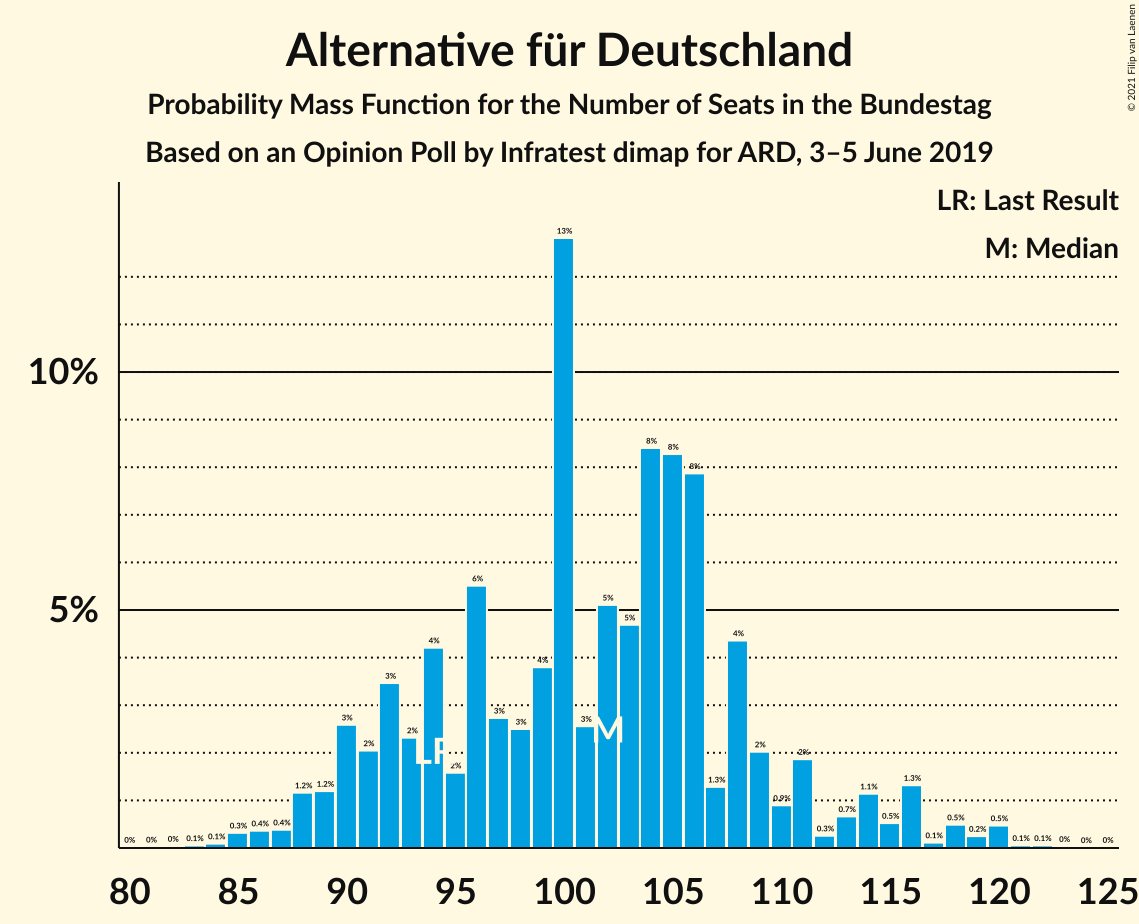 © 2021 Filip van Laenen
Alternative für Deutschland
Probability Mass Function for the Number of Seats in the Bundestag
Based on an Opinion Poll by Infratest dimap for ARD, 3–5 June 2019
LR: Last Result
M: Median
10%
5%
0% 0% 0% 0.1% 0.1% 0.3% 0.4% 0.4% 1.2% 1.2% 3% 2% 3% 2% 4% 2% 6% 3% 3% 4% 13% 3% 5% 5% 8% 8% 8% 1.3% 4% 2% 0.9% 2% 0.3% 0.7% 1.1% 0.5% 1.3% 0.1% 0.5% 0.2% 0.5% 0.1% 0.1% 0% 0% 0%
LR M
80 85 90 95 100 105 110 115 120 125